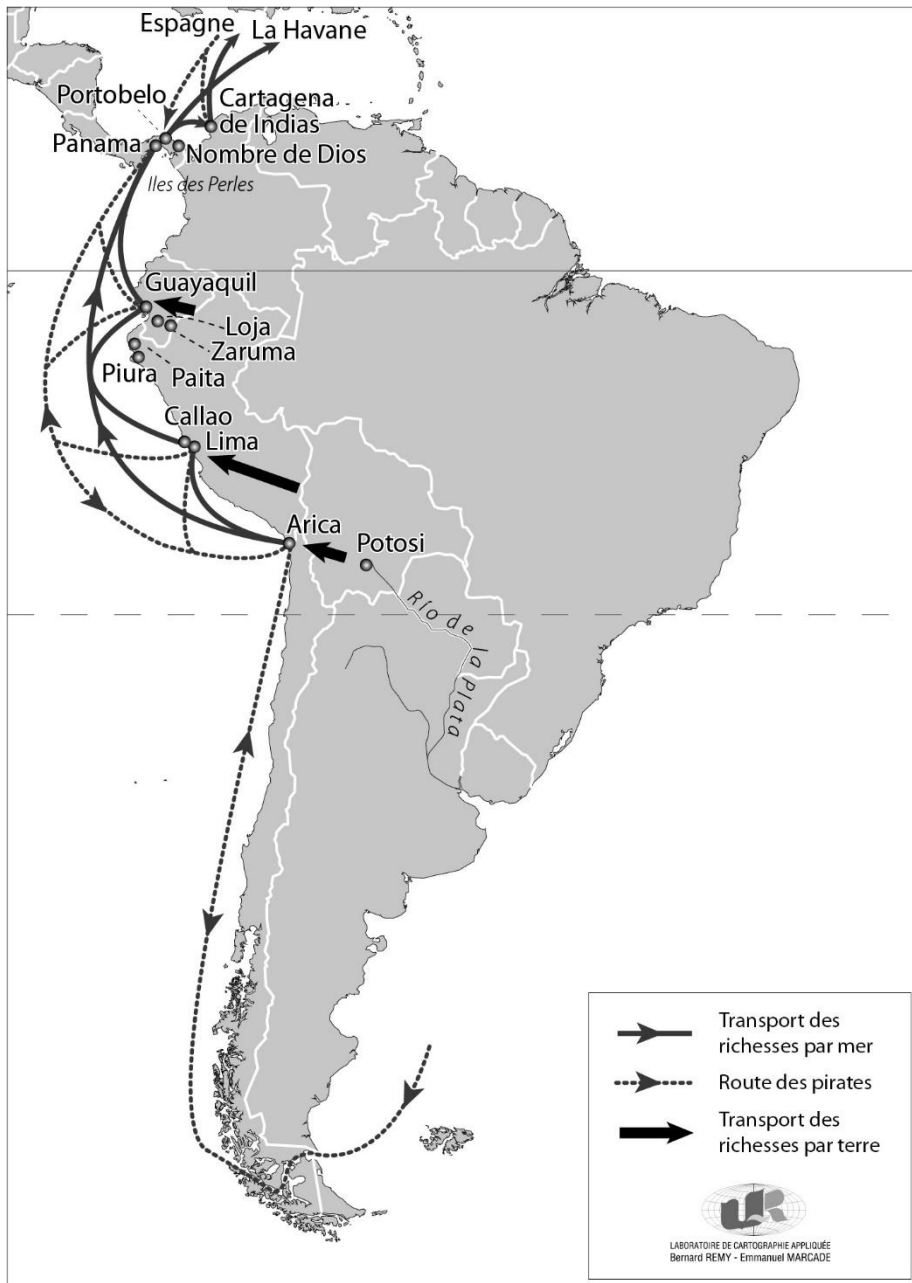 Espagne
La Havane
Portobelo
Cartagena
de Indias
Panama
Nombre de Dios
Iles des Perles
Guayaquil
Loja
Zaruma
Piura
Paita
Callao
Lima
Arica
Potosi
Río de
la Plata
Transport des
richesses par mer
Route des pirates
Transport des
richesses par terre
LABORATOIRE DE CARTOGRAPHIE APPLIQUÉE
Bernard REMY - Emmanuel MARCADE